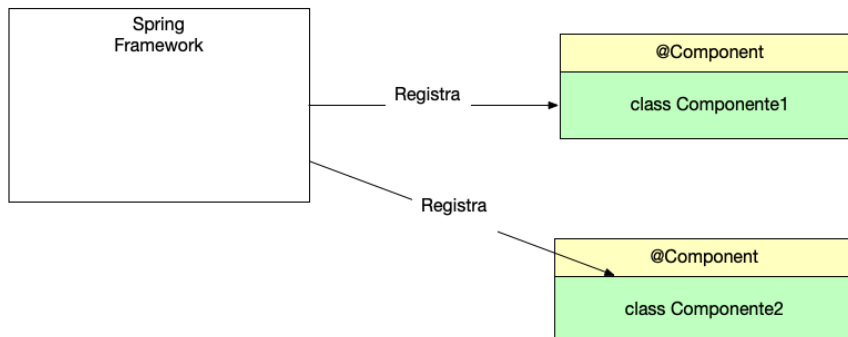 Spring
Framework
@Component
Registra
class Componente1
Registra
@Component
class Componente2